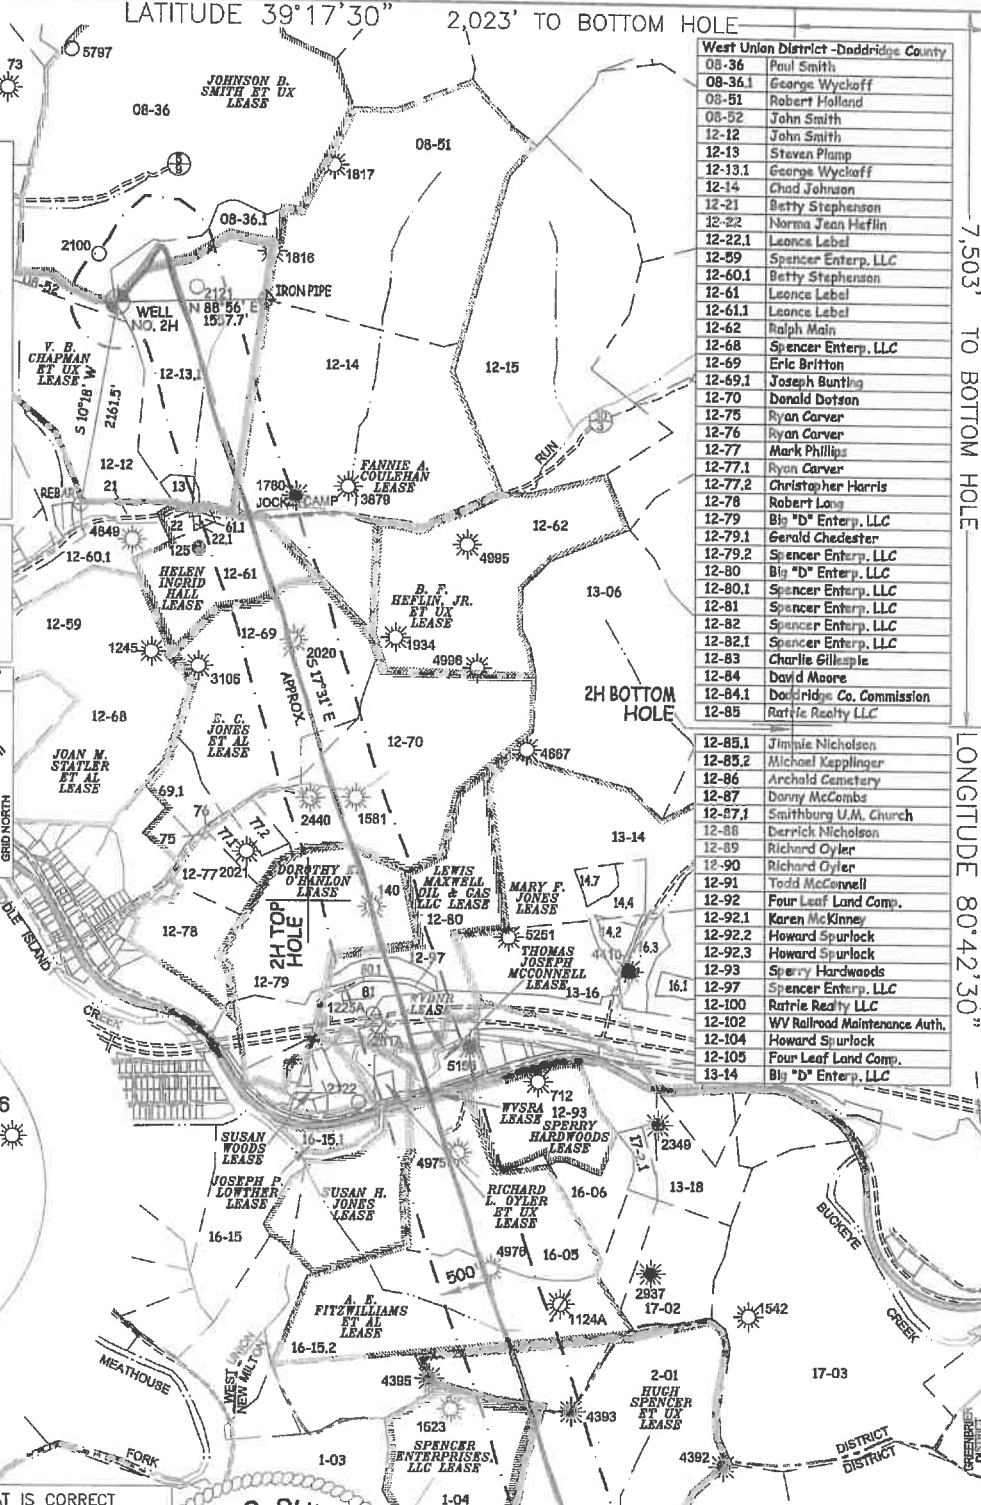 LATITUDE 39°17'30"
2,023' TO BOTTOM HOLE
West Union District -Doddridge County
08-36 Paul Smith
08-36.1 George Wyckoff
08-51 Robert Holland
08-52 John Smith
12-12 John Smith
12-13 Steven Plamp
12-13.1 George Wyckoff
12-14 Chad Johnson
12-21 Betty Stephenson
12-22 Norma Jean Heflin
12-22.1 Leonce Lebel
12-59 Spencer Enterp. LLC
12-60.1 Betty Stephenson
12-61 Leonce Lebel
12-61.1 Leonce Lebel
12-62 Ralph Main
12-68 Spencer Enterp. LLC
12-69 Eric Britton
12-69.1 Joseph Bunting
12-70 Donald Dotson
12-75 Ryan Carver
12-76 Ryan Carver
12-77 Mark Phillips
12-77.1 Ryan Carver
12-77.2 Christopher Harris
12-78 Robert Long
12-79 Big "D" Enterp. LLC
12-79.1 Gerald Chedester
12-79.2 Spencer Enterp. LLC
12-80 Big "D" Enterp. LLC
12-80.1 Spencer Enterp. LLC
12-81 Spencer Enterp. LLC
12-82 Spencer Enterp. LLC
12-82.1 Spencer Enterp. LLC
12-83 Charlie Gillespie
12-84 David Moore
12-84.1 Doddridge Co. Commission
12-85 Ratrie Realty LLC
12-85.1 Jimmie Nicholson
12-85.2 Michael Kepplinger
12-86 Archald Cemetery
12-87 Danny McCombs
12-87.1 Smithburg U.M. Church
12-88 Derrick Nicholson
12-89 Richard Oyler
12-90 Richard Oyler
12-91 Todd McConnell
12-92 Four Leaf Land Comp.
12-92.1 Karen McKinney
12-92.2 Howard Spurlock
12-92.3 Howard Spurlock
12-93 Sperry Hardwoods
12-97 Spencer Enterp. LLC
12-100 Ratrie Realty LLC
12-102 WV Railroad Maintenance Auth.
12-104 Howard Spurlock
12-105 Four Leaf Land Comp.
13-14 Big "D" Enterp. LLC
7,503' TO BOTTOM HOLE
LONGITUDE 80°42'30"
5797
73
JOHNSON B.
SMITH ET UX
LEASE
08-36
08-51
1817
08-36.1
2100
1816
08-52
2121
IRON PIPE
WELL
NO. 2H
N 88°56' E
1557.7'
V. B.
CHAPMAN
ET UX
LEASE
S 10°18' W
2161.5'
12-13.1
12-14
12-15
RUN
12-12
21
13
REBAR
1780
JOCK CAMP
3879
FANNIE A.
COULEHAN
LEASE
4849
22
61.1
22.1
125
12-60.1
12-62
4995
HELEN
INGRID
HALL
LEASE
12-61
B. F.
HEFLIN, JR.
ET UX
LEASE
13-06
12-59
12-69
1245
2020
1934
4996
3106
S 17°31' E
APPROX.
2H BOTTOM
HOLE
12-68
E. C.
JONES
ET AL
LEASE
12-70
4667
JOAN M.
STATLER
ET AL
LEASE
69.1
76
75
77.1
77.2
2440
1581
GRID NORTH
13-14
12-77
2021
DOROTHY E.
O'HANLON
LEASE
140
LEWIS
MAXWELL
OIL & GAS
LLC LEASE
12-80
MARY F.
JONES
LEASE
14.7
14.4
12-78
2H TOP
HOLE
5251
14.2
16.3
DLE ISLAND
CREEK
12-97
THOMAS
JOSEPH
MCCONNELL
LEASE
13-16
16.1
12-79
80.1
81
1225A
WVDNR
LEASE
2122
712
WVSRA
LEASE
12-93
SPERRY
HARDWOODS
LEASE
2349
17-2.1
6
SUSAN
WOODS
LEASE
16-15.1
4975
JOSEPH P.
LOWTHER
LEASE
SUSAN H.
JONES
LEASE
RICHARD
L. OYLER
ET UX
LEASE
16-06
13-18
16-15
16-05
4976
500'
BUCKEYE
CREEK
2937
17-02
A. E.
FITZWILLIAMS
ET AL
LEASE
1124A
1542
16-15.2
MEATHOUSE
FORK
WEST UNION
NEW MILTON
4395
2-01
HUGH
SPENCER
ET UX
LEASE
17-03
4393
1523
SPENCER
ENTERPRISES,
LLC LEASE
4392
DISTRICT
DISTRICT
GREENBRIER
1-03
1-04
AT IS CORRECT